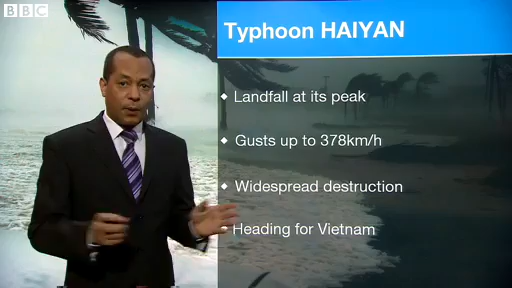 BBC
Typhoon HAIYAN
Landfall at its peak
Gusts up to 378km/h
Widespread destruction
Heading for Vietnam